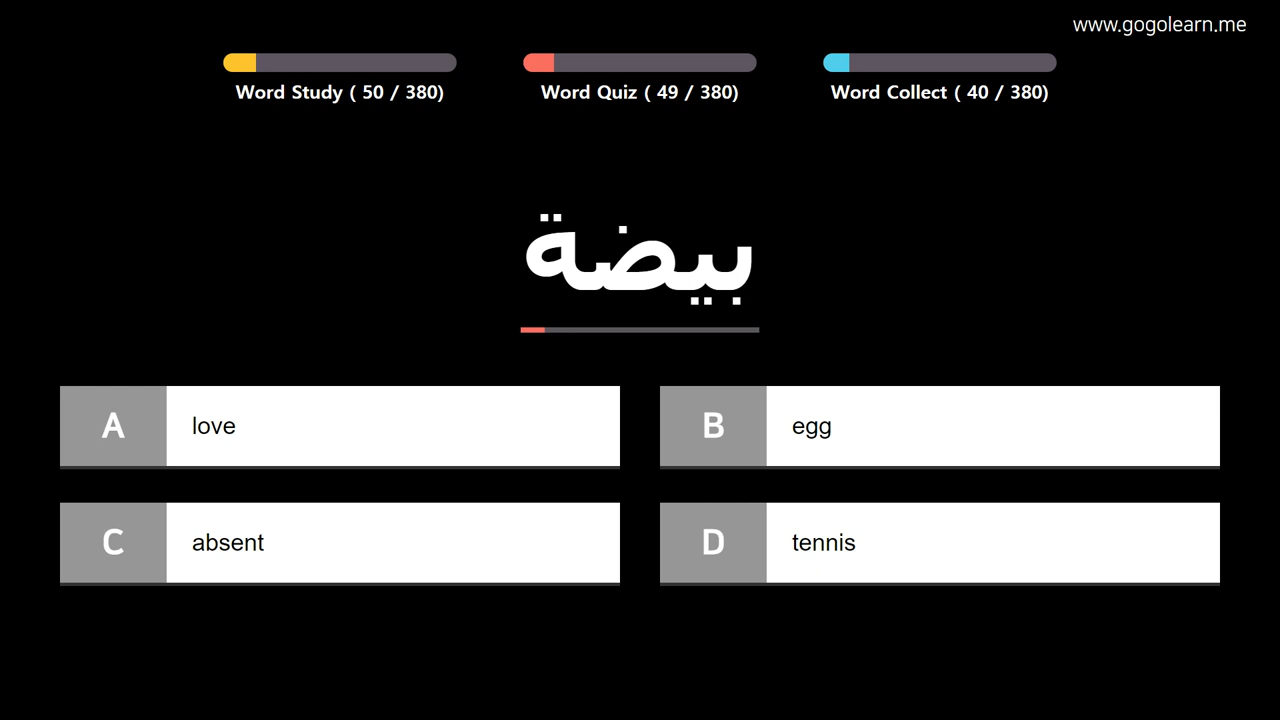 www.gogolearn.me
Word Study ( 50 / 380)
Word Quiz ( 49 / 380)
Word Collect ( 40 / 380)
بيضة
A love
B egg
C absent
D tennis